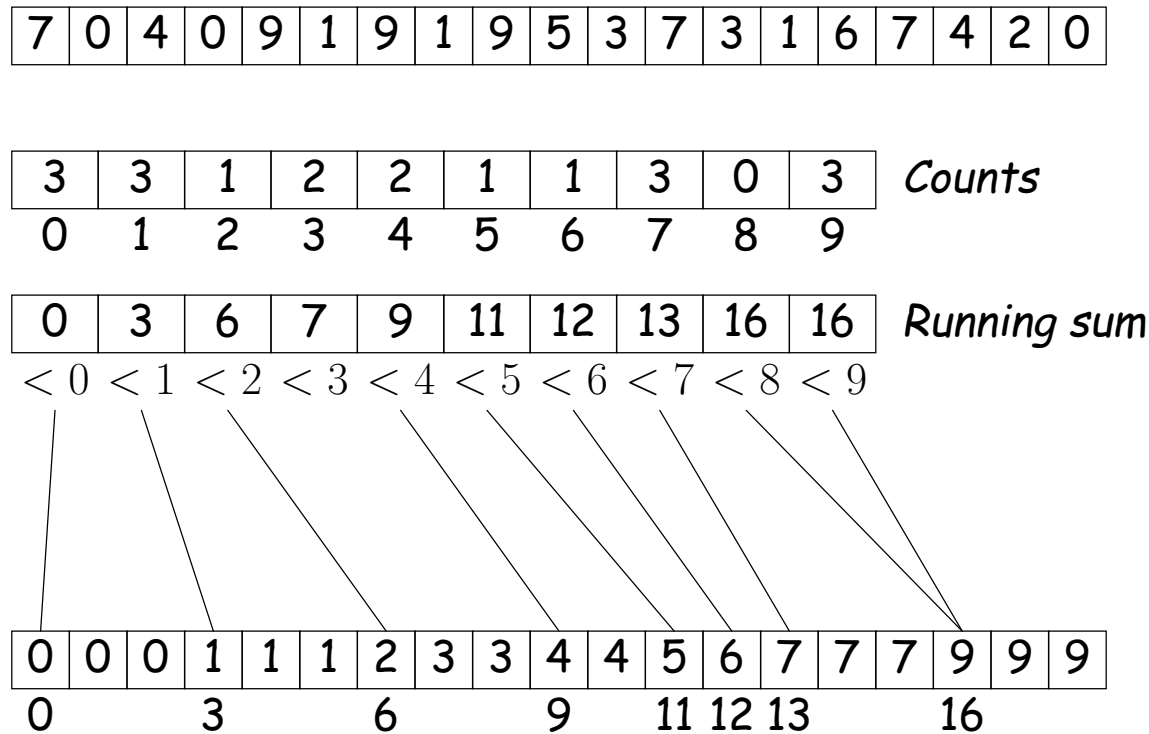 7 0 4 0 9 1 9 1 9 5 3 7 3 1 6 7 4 2 0
3 3 1 2 2 1 1 3 0 3 Counts
0 1 2 3 4 5 6 7 8 9
0 3 6 7 9 11 12 13 16 16 Running sum
< 0 < 1 < 2 < 3 < 4 < 5 < 6 < 7 < 8 < 9
0 0 0 1 1 1 2 3 3 4 4 5 6 7 7 7 9 9 9
0 3 6 9 11 12 13 16